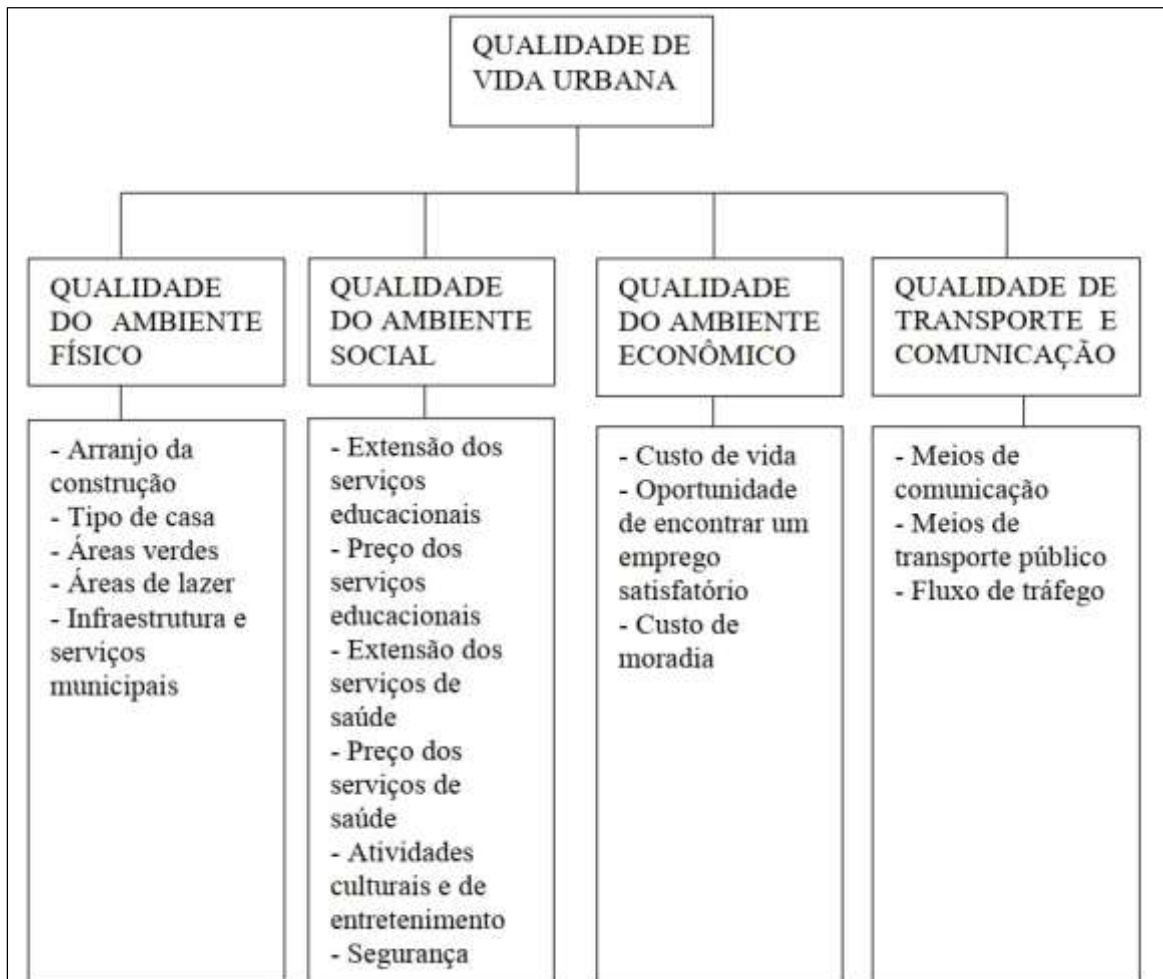 QUALIDADE DE
VIDA URBANA
QUALIDADE
DO AMBIENTE
FÍSICO
- Arranjo da
construção
- Tipo de casa
- Áreas verdes
- Áreas de lazer
- Infraestrutura e
serviços
municipais
QUALIDADE
DO AMBIENTE
SOCIAL
- Extensão dos
serviços
educacionais
- Preço dos
serviços
educacionais
- Extensão dos
serviços de
saúde
- Preço dos
serviços de
saúde
- Atividades
culturais e de
entretenimento
- Segurança
QUALIDADE
DO AMBIENTE
ECONÔMICO
- Custo de vida
- Oportunidade
de encontrar um
emprego
satisfatório
- Custo de
moradia
QUALIDADE DE
TRANSPORTE E
COMUNICAÇÃO
- Meios de
comunicação
- Meios de
transporte público
- Fluxo de tráfego